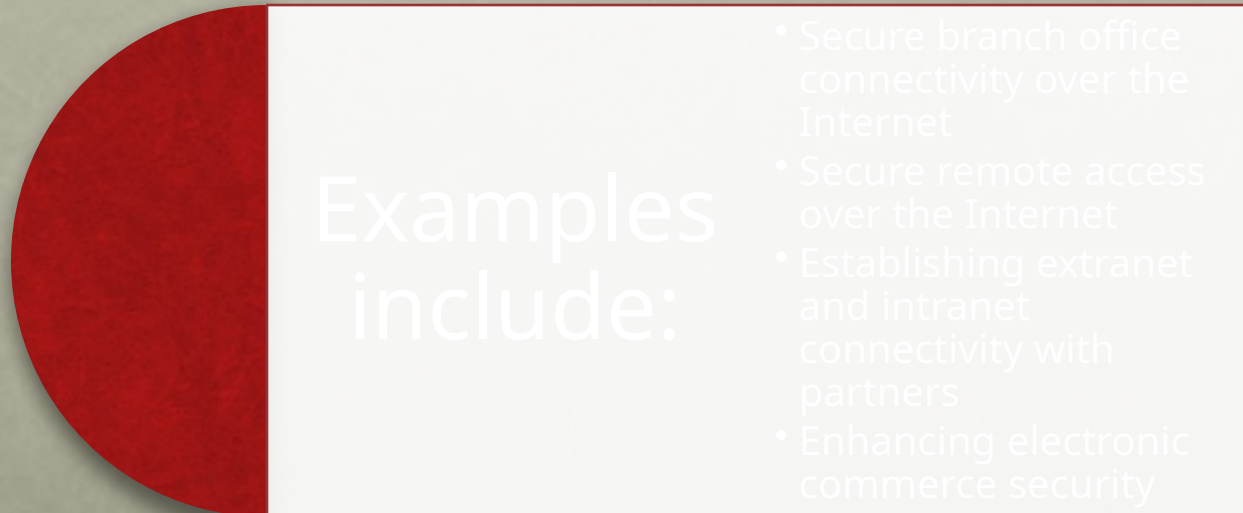 Examples
include:
• Secure branch office
connectivity over the
Internet
• Secure remote access
over the Internet
• Establishing extranet
and intranet
connectivity with
partners
• Enhancing electronic
commerce security